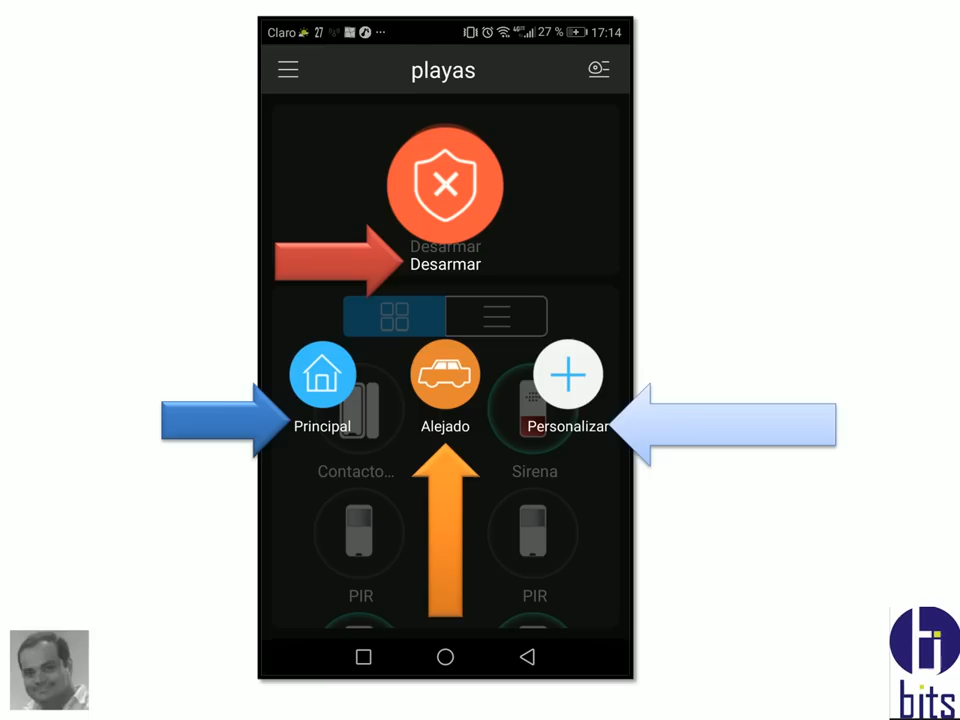 Claro 27 27 % 17:14
playas
Desarmar
Desarmar
Principal Alejado Personalizar
Contacto... Sirena
PIR PIR
bits